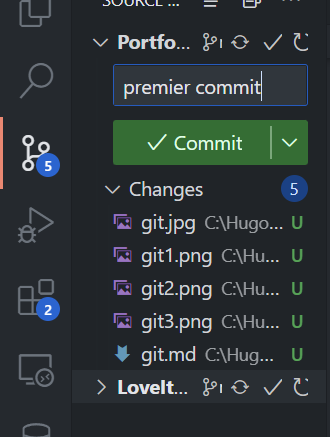 SOURCE ...
Portfo...
premier commit
5
Commit
Changes 5
git.jpg C:\Hugo... U
git1.png C:\Hu... U
git2.png C:\Hu... U
git3.png C:\Hu... U
2
git.md C:\Hug... U
LoveIt...